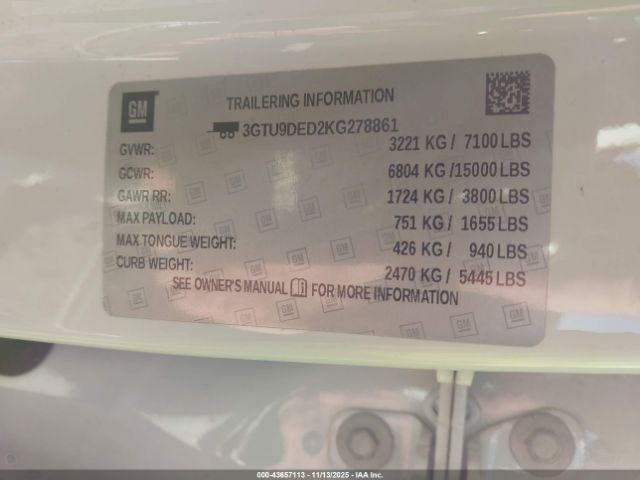 GM
TRAILERING INFORMATION
3GTU9DED2KG278861
GVWR: 3221 KG / 7100 LBS
GCWR: 6804 KG /15000 LBS
GAWR RR: 1724 KG / 3800 LBS
MAX PAYLOAD: 751 KG / 1655 LBS
MAX TONGUE WEIGHT: 426 KG / 940 LBS
CURB WEIGHT: 2470 KG / 5445 LBS
SEE OWNER'S MANUAL FOR MORE INFORMATION
000-43657113 - 11/13/2025 - IAA Inc.